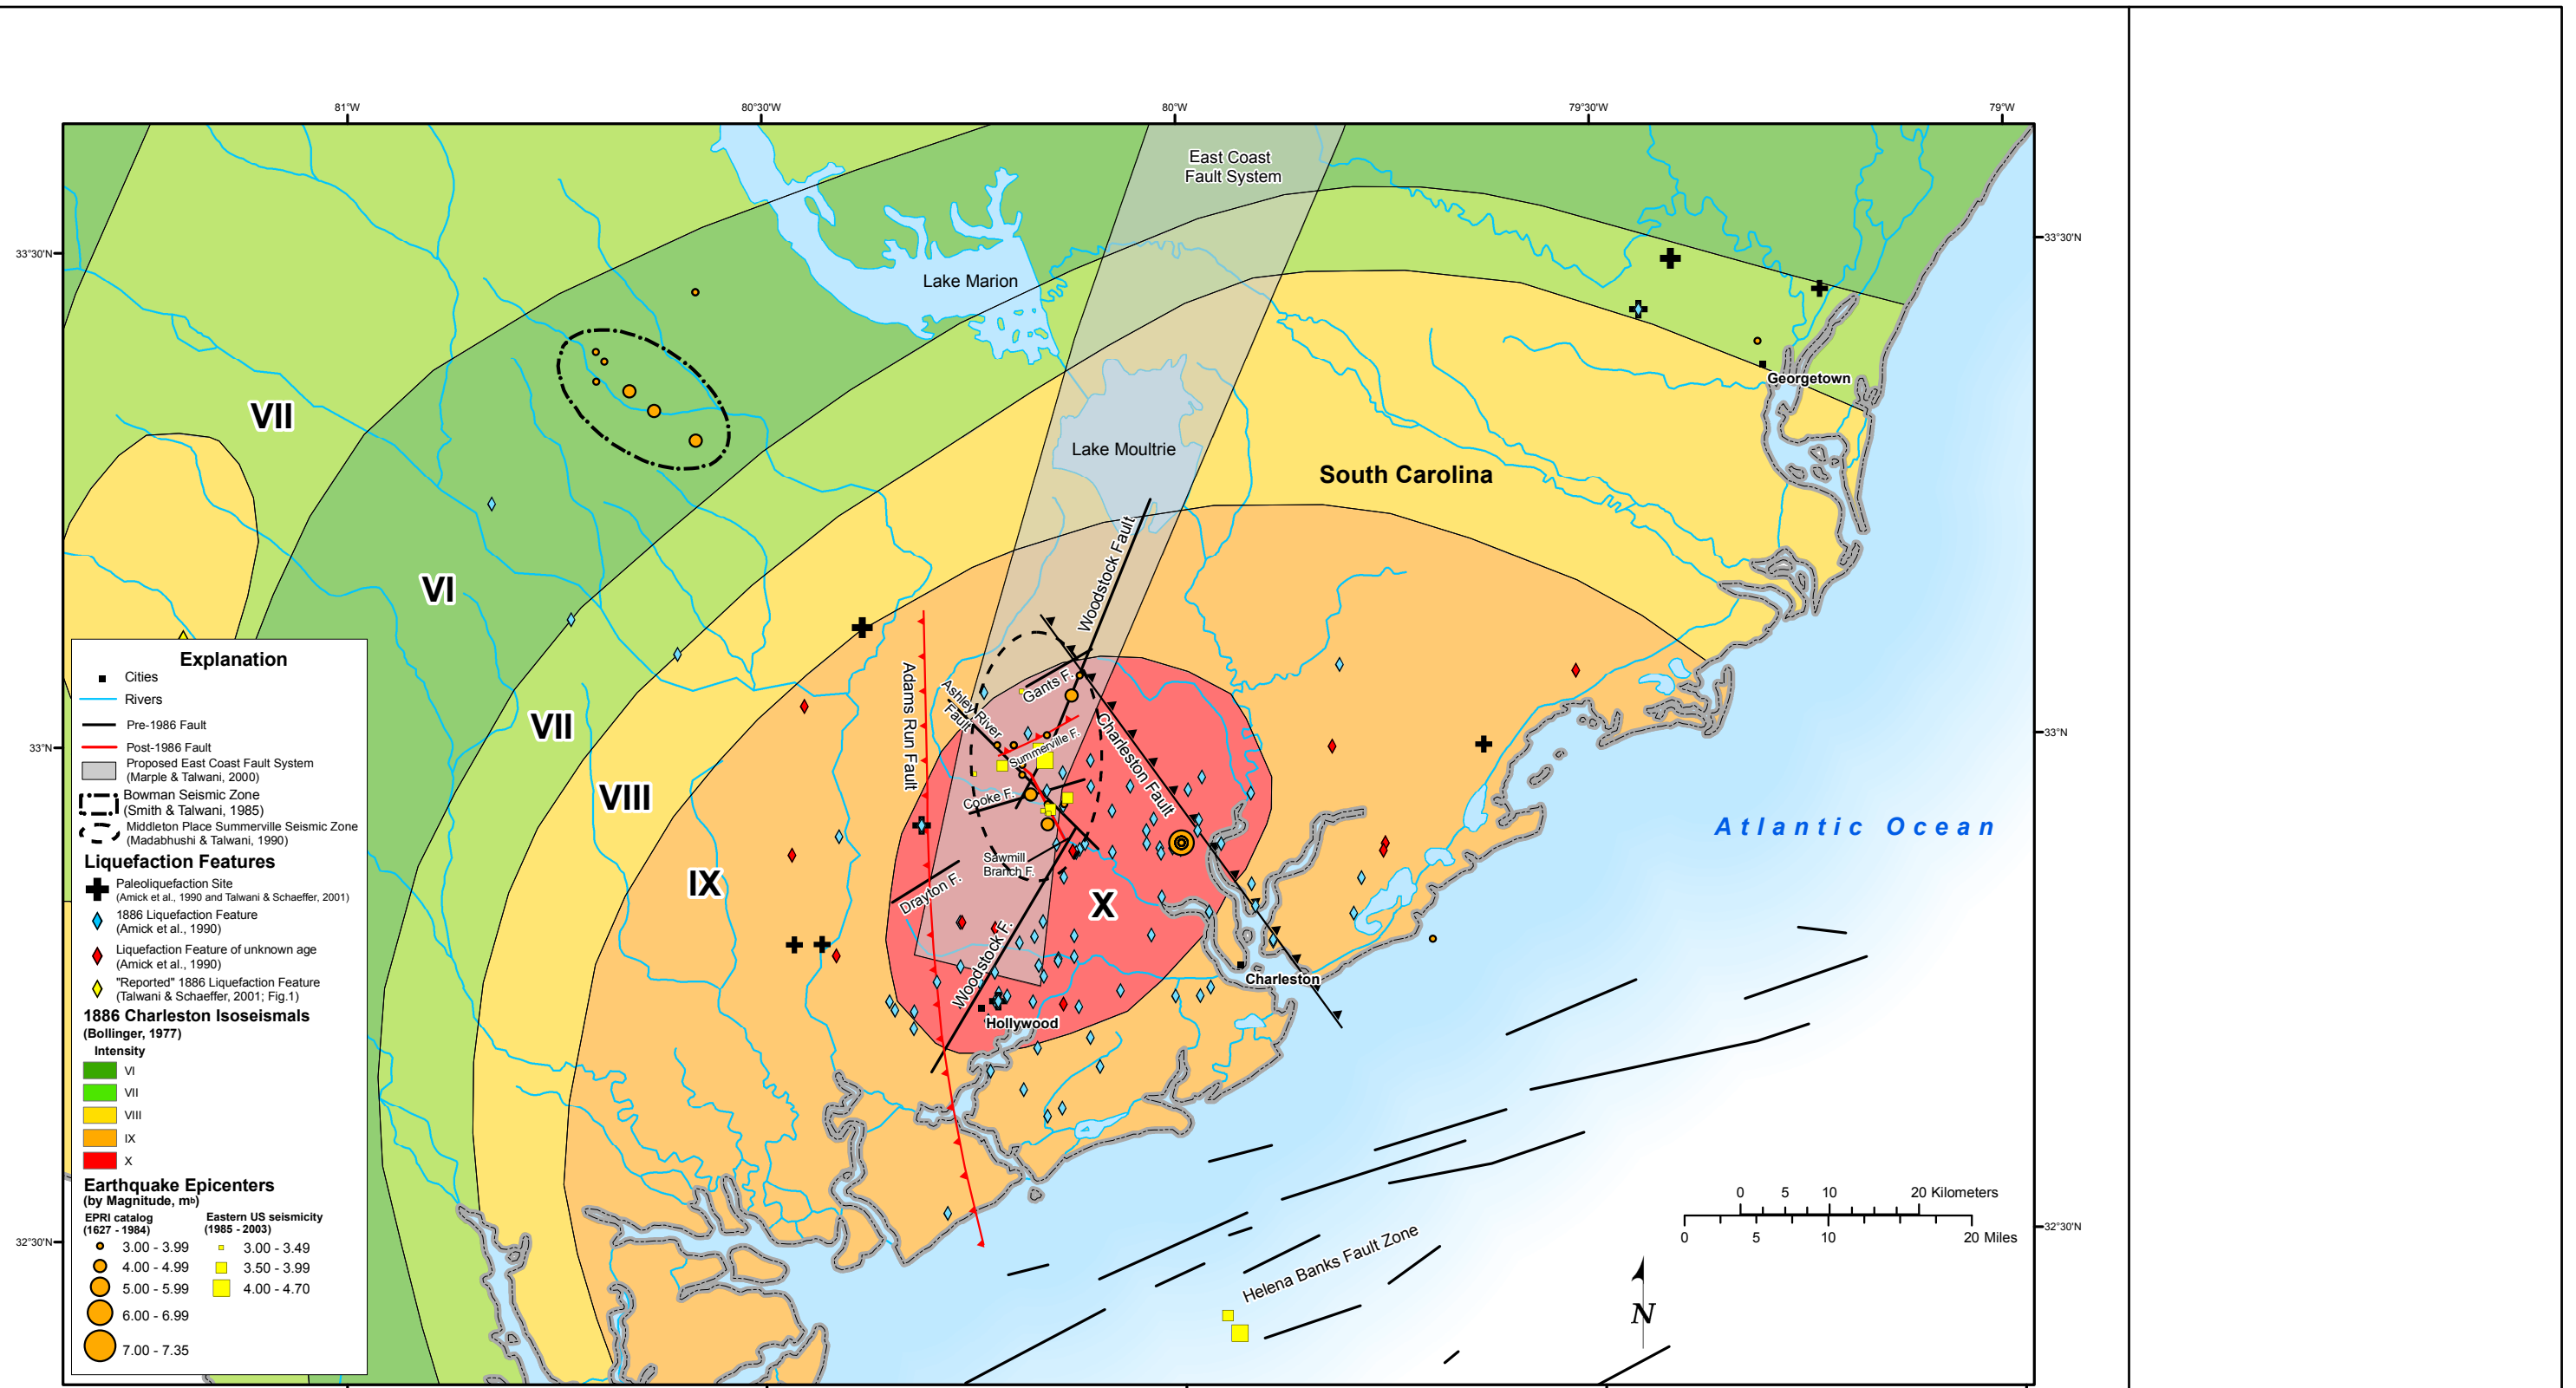 81°W
80°30'W
80°W
79°30'W
79°W
East Coast
Fault System
33°30'N
33°30'N
Lake Marion
Georgetown
VII
Lake Moultrie
South Carolina
Woodstock Fault
VI
Adams Run Fault
Ashley River
Fault
Gants F.
Charleston Fault
Summerville F.
VII
33°N
33°N
VIII
Cooke F.
Atlantic Ocean
Sawmill
Branch F.
IX
Drayton F.
X
Woodstock F.
Charleston
Hollywood
Helena Banks Fault Zone
32°30'N
32°30'N
0 5 10 20 Kilometers
0 5 10 20 Miles
N
Explanation
Cities
Rivers
Pre-1986 Fault
Post-1986 Fault
Proposed East Coast Fault System
(Marple & Talwani, 2000)
Bowman Seismic Zone
(Smith & Talwani, 1985)
Middleton Place Summerville Seismic Zone
(Madabhushi & Talwani, 1990)
Liquefaction Features
Paleoliquefaction Site
(Amick et al., 1990 and Talwani & Schaeffer, 2001)
1886 Liquefaction Feature
(Amick et al., 1990)
Liquefaction Feature of unknown age
(Amick et al., 1990)
"Reported" 1886 Liquefaction Feature
(Talwani & Schaeffer, 2001; Fig.1)
1886 Charleston Isoseismals
(Bollinger, 1977)
Intensity
VI
VII
VIII
IX
X
Earthquake Epicenters
(by Magnitude, mb)
EPRI catalog
(1627 - 1984)
3.00 - 3.99
4.00 - 4.99
5.00 - 5.99
6.00 - 6.99
7.00 - 7.35
Eastern US seismicity
(1985 - 2003)
3.00 - 3.49
3.50 - 3.99
4.00 - 4.70